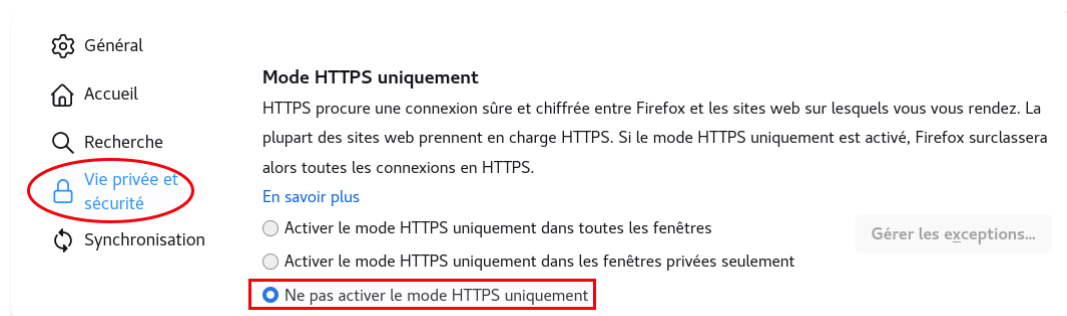 Général
Accueil
Recherche
Vie privée et
sécurité
Synchronisation
Mode HTTPS uniquement
HTTPS procure une connexion sûre et chiffrée entre Firefox et les sites web sur lesquels vous vous rendez. La
plupart des sites web prennent en charge HTTPS. Si le mode HTTPS uniquement est activé, Firefox surclassera
alors toutes les connexions en HTTPS.
En savoir plus
Activer le mode HTTPS uniquement dans toutes les fenêtres
Gérer les exceptions…
Activer le mode HTTPS uniquement dans les fenêtres privées seulement
Ne pas activer le mode HTTPS uniquement